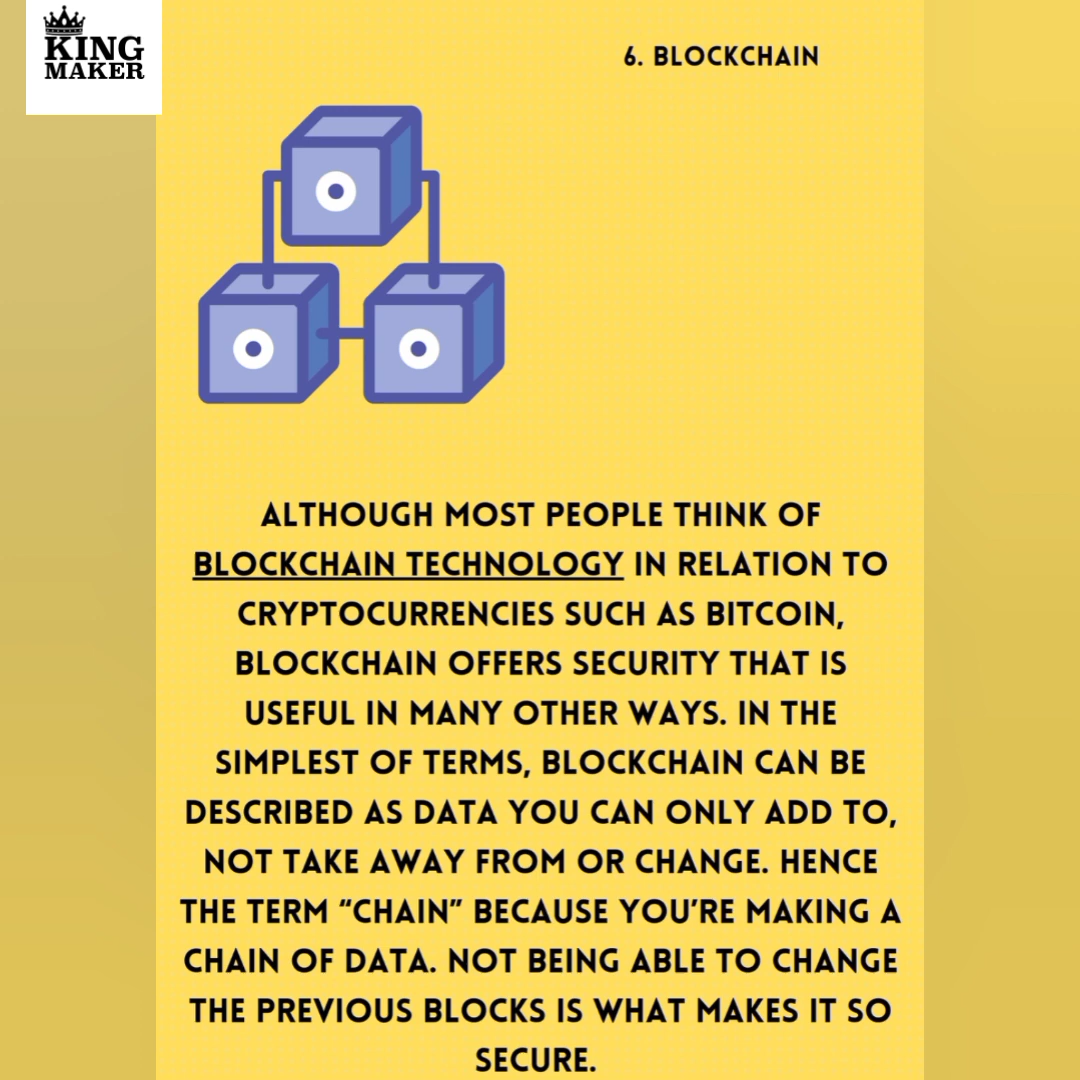 KING
MAKER
6. BLOCKCHAIN
ALTHOUGH MOST PEOPLE THINK OF
BLOCKCHAIN TECHNOLOGY IN RELATION TO
CRYPTOCURRENCIES SUCH AS BITCOIN,
BLOCKCHAIN OFFERS SECURITY THAT IS
USEFUL IN MANY OTHER WAYS. IN THE
SIMPLEST OF TERMS, BLOCKCHAIN CAN BE
DESCRIBED AS DATA YOU CAN ONLY ADD TO,
NOT TAKE AWAY FROM OR CHANGE. HENCE
THE TERM “CHAIN” BECAUSE YOU’RE MAKING A
CHAIN OF DATA. NOT BEING ABLE TO CHANGE
THE PREVIOUS BLOCKS IS WHAT MAKES IT SO
SECURE.